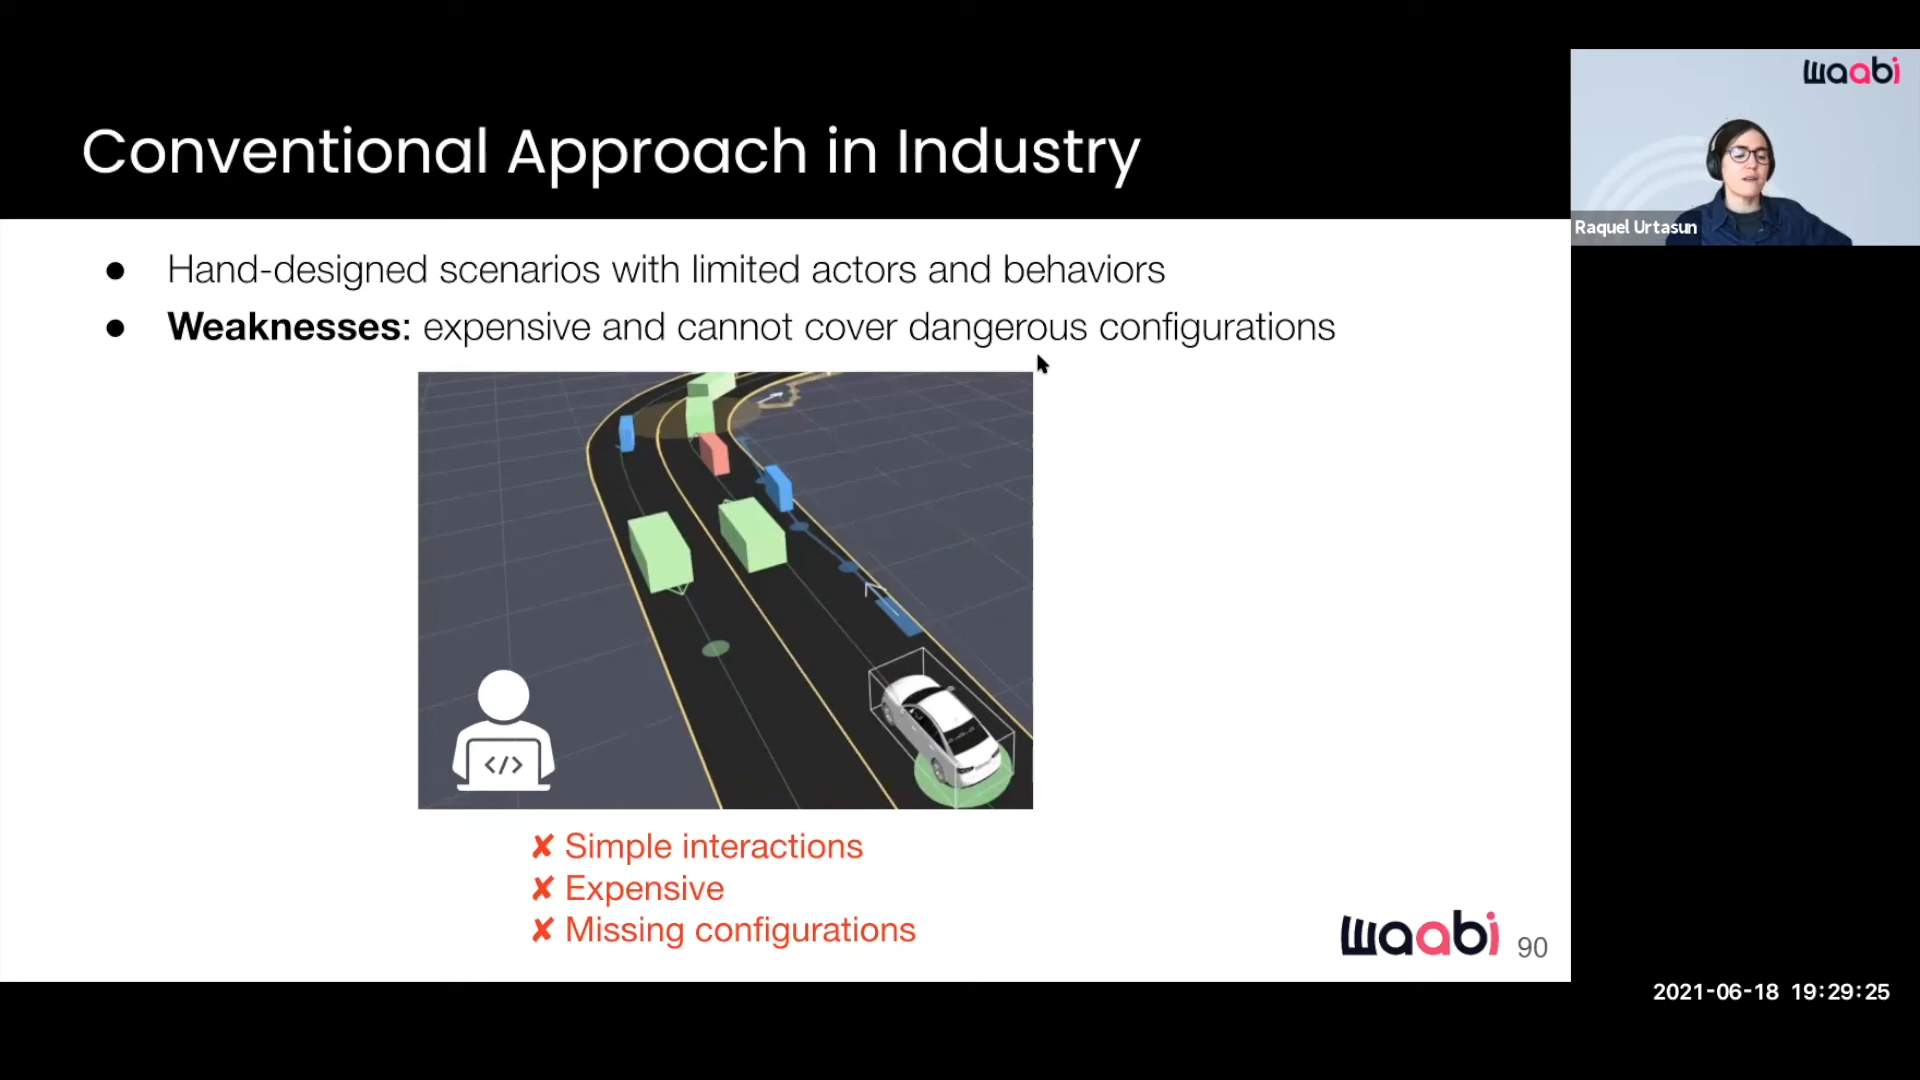 waabi
Conventional Approach in Industry
Raquel Urtasun
● Hand-designed scenarios with limited actors and behaviors
● Weaknesses: expensive and cannot cover dangerous configurations
</>
✘ Simple interactions
✘ Expensive
✘ Missing configurations
waabi 90
2021-06-18 19:29:25